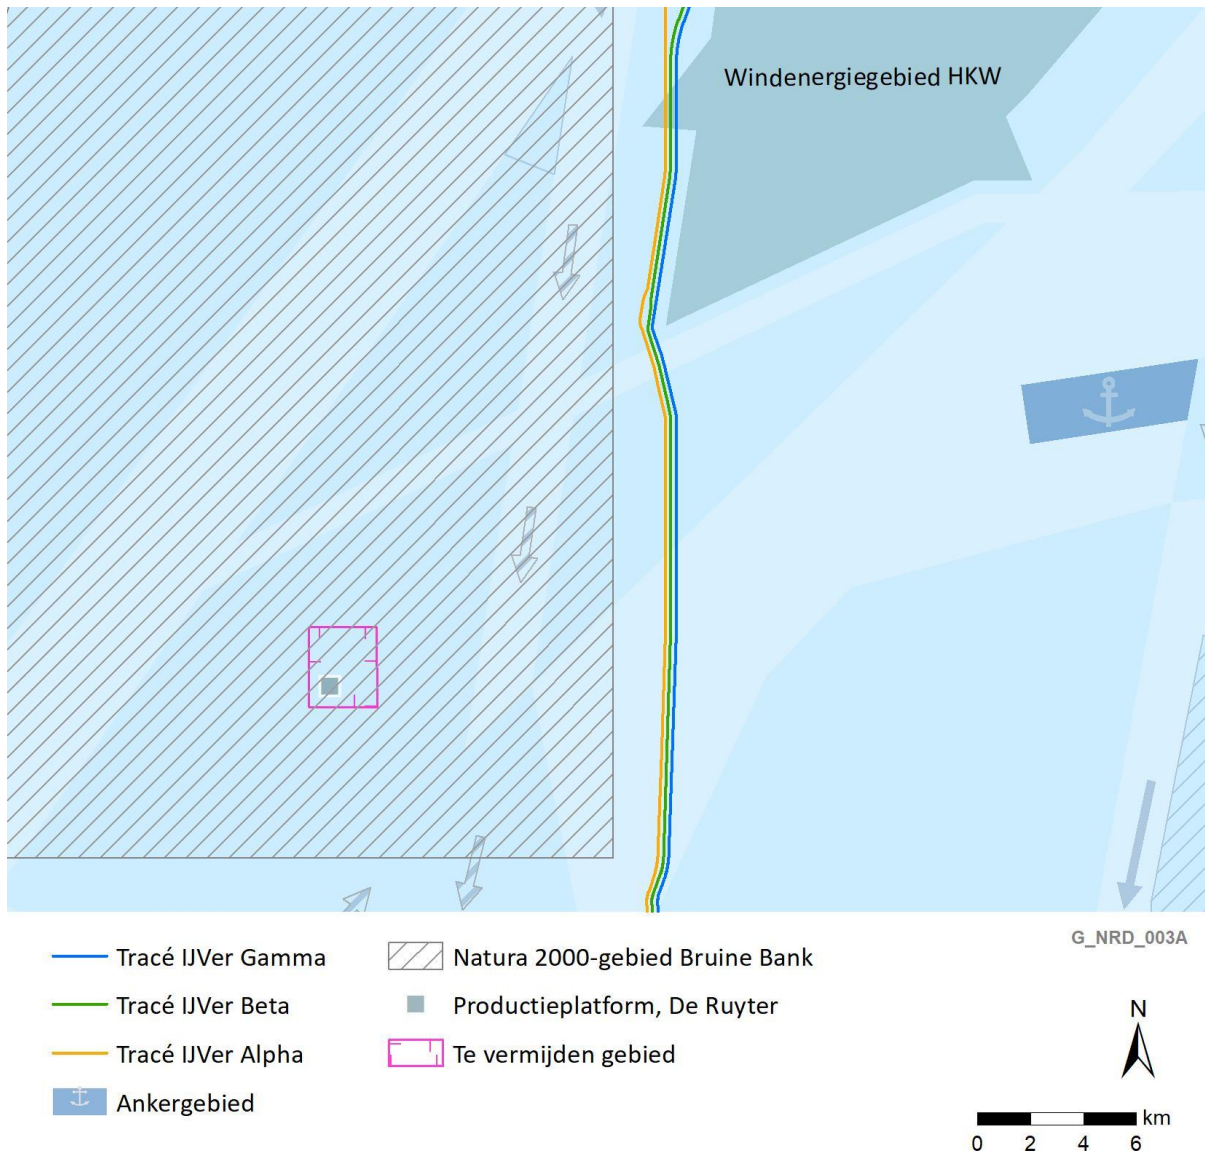 Windenergiegebied HKW
G_NRD_003A
Tracé IJVer Gamma
Tracé IJVer Beta
Tracé IJVer Alpha
Ankergebied
Natura 2000-gebied Bruine Bank
Productieplatform, De Ruyter
Te vermijden gebied
N
km
0 2 4 6